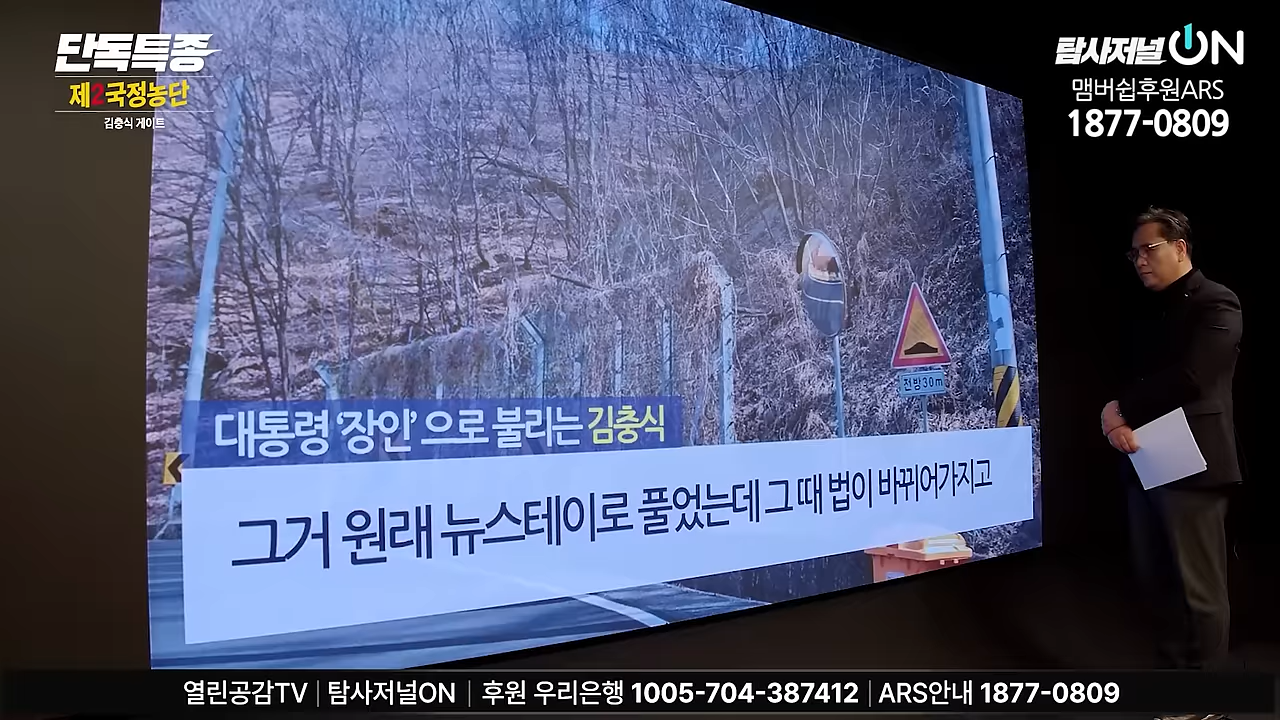 단독특종
제2국정농단
김충식 게이트
탐사저널ON
맴버쉽후원ARS
1877-0809
전방30m
대통령 '장인'으로 불리는 김충식
그거 원래 뉴스테이로 풀었는데 그 때 법이 바뀌어가지고
열린공감TV | 탐사저널ON | 후원 우리은행 1005-704-387412 | ARS안내 1877-0809